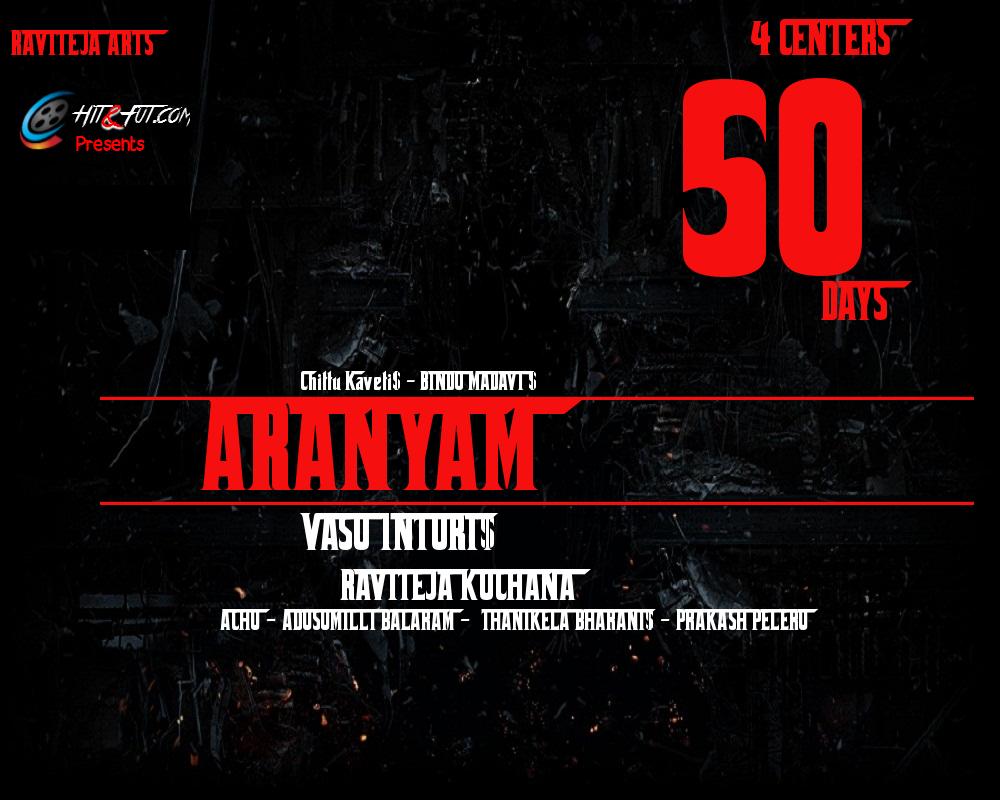 RAVITEJA ARTS
HIT&FUT.COM
Presents
4 CENTERS
50
DAYS
Chittu Kaveti$ - BINDU MADAVI'$
ARANYAM
VASU INTURI$
RAVITEJA KUCHANA
ACHU - ADUSUMILLI BALARAM - THANIKELA BHARANI$ - PRAKASH PELERU